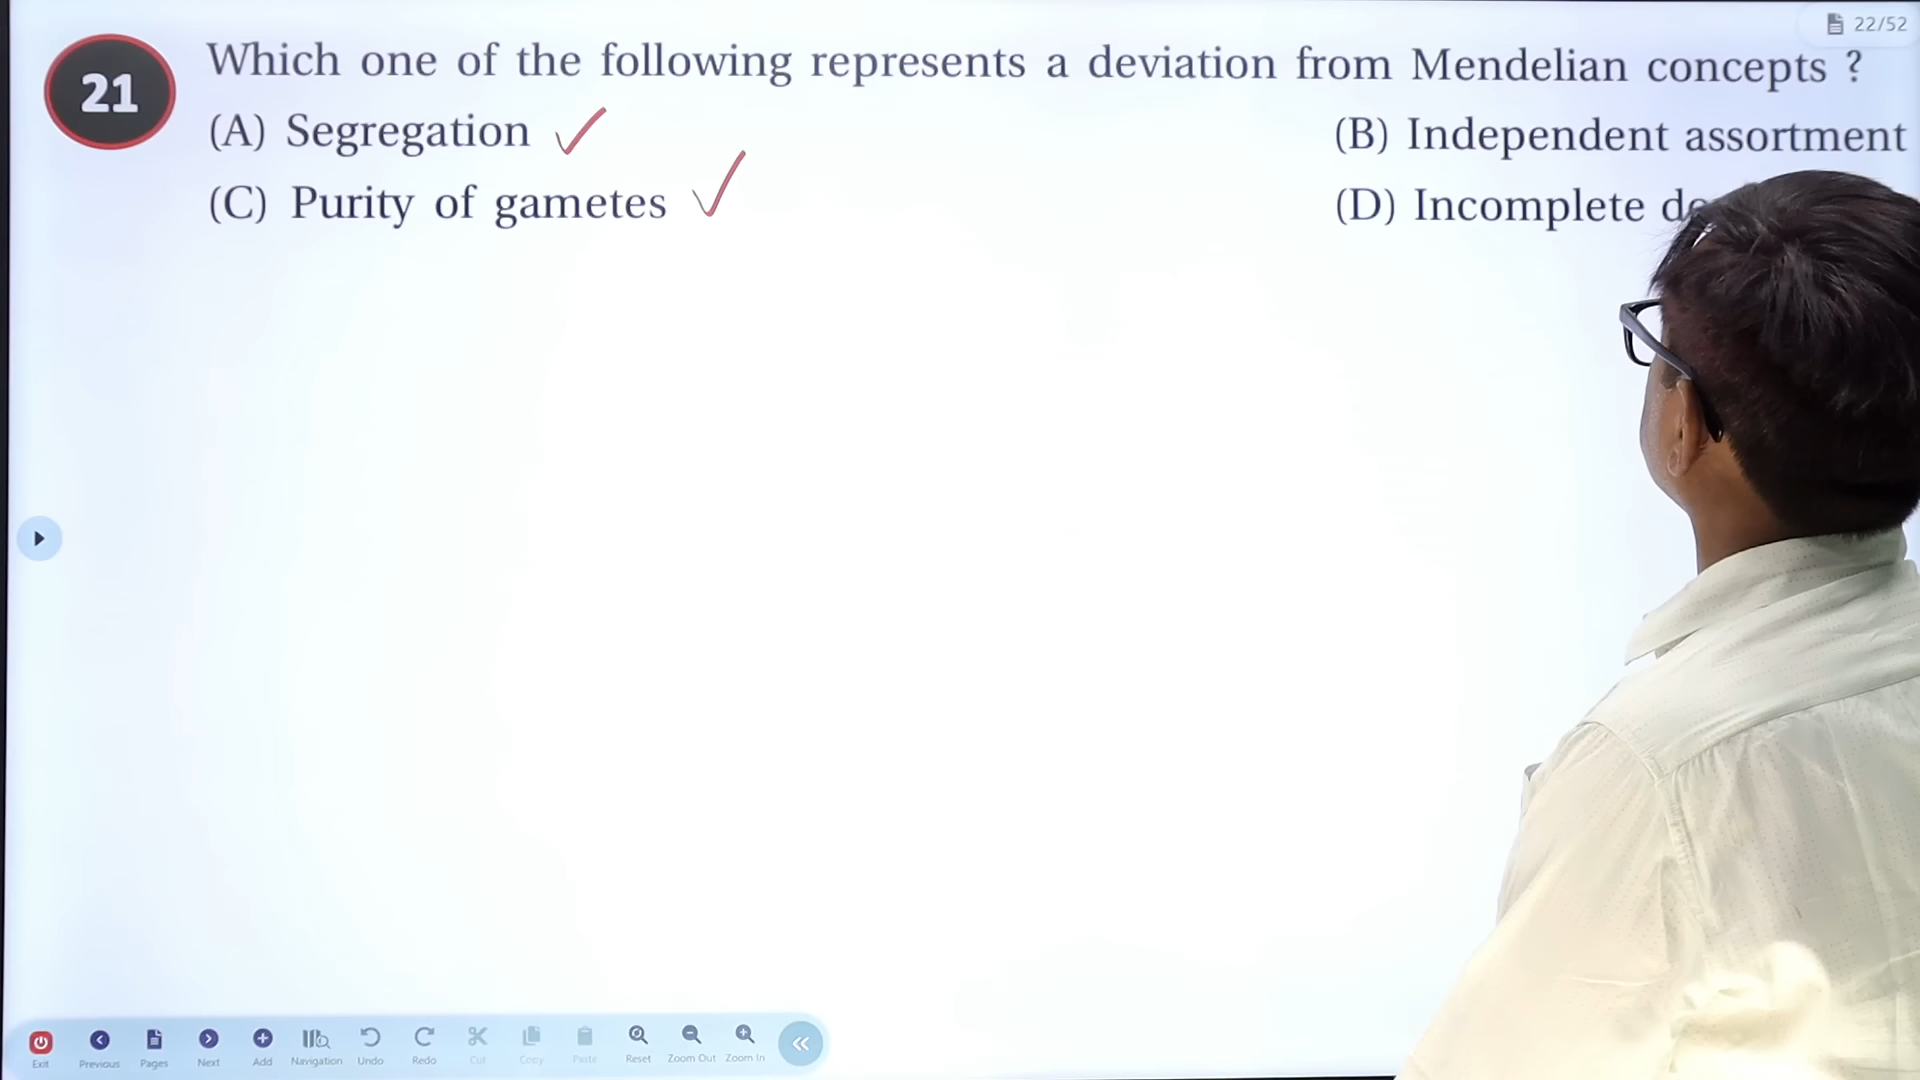 22/52
21 Which one of the following represents a deviation from Mendelian concepts ?
(A) Segregation (B) Independent assortment
(C) Purity of gametes (D) Incomplete
Exit Previous Pages Next Add Navigation Undo Redo Cut Copy Paste Reset Zoom Out Zoom In